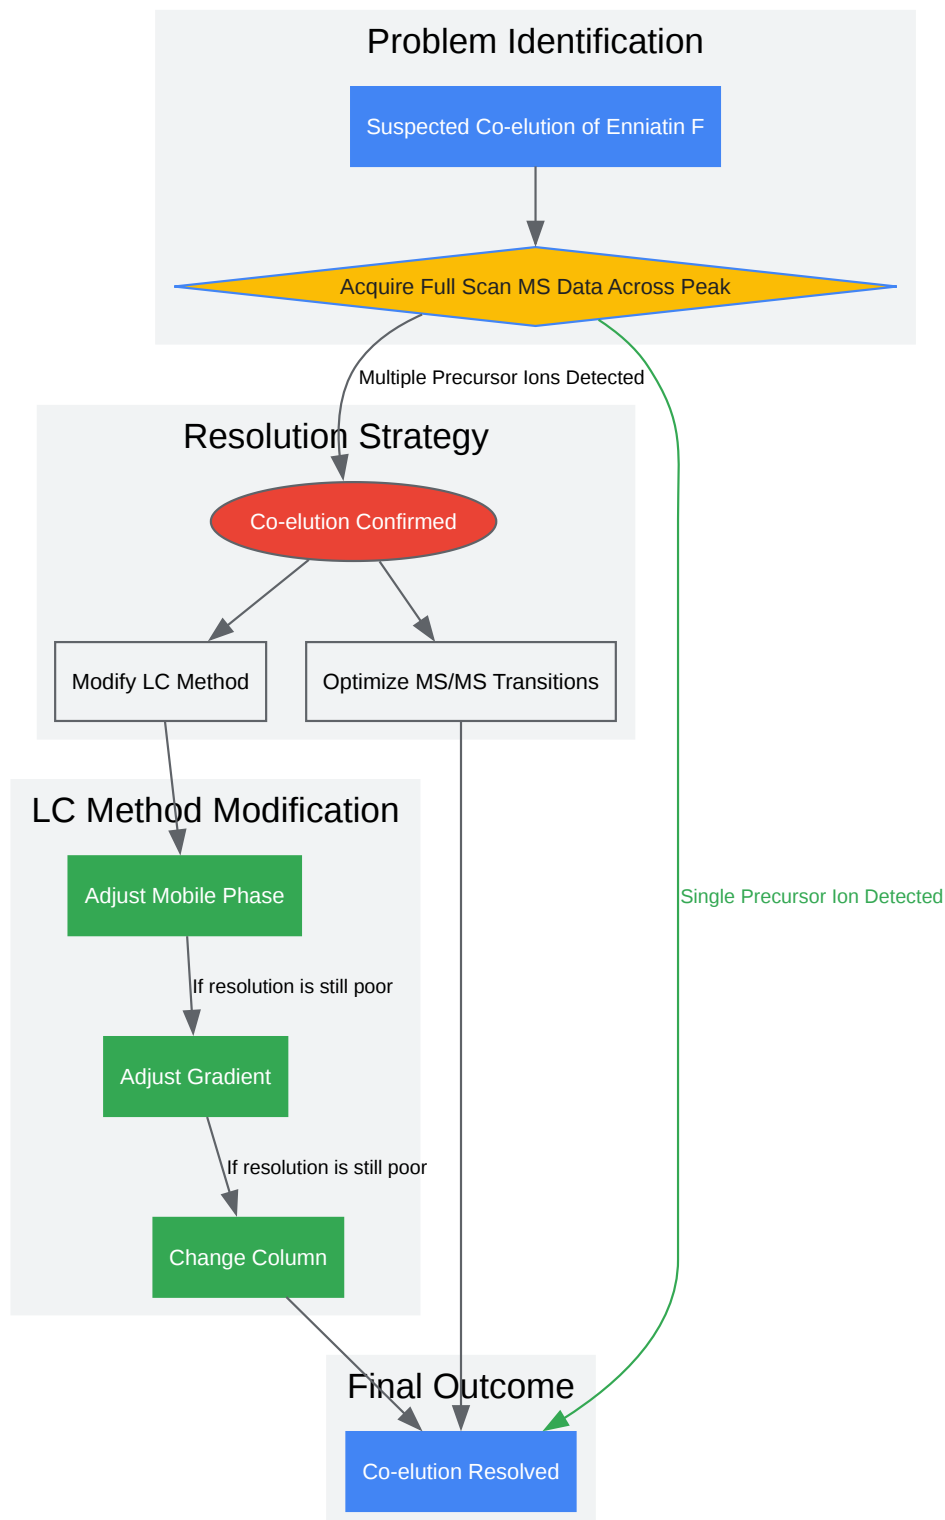 Problem Identification
Suspected Co-elution of Enniatin F
Acquire Full Scan MS Data Across Peak
Multiple Precursor Ions Detected
Resolution Strategy
Co-elution Confirmed
Modify LC Method
Optimize MS/MS Transitions
LC Method Modification
Adjust Mobile Phase
Single Precursor Ion Detected
If resolution is still poor
Adjust Gradient
If resolution is still poor
Change Column
Final Outcome
Co-elution Resolved